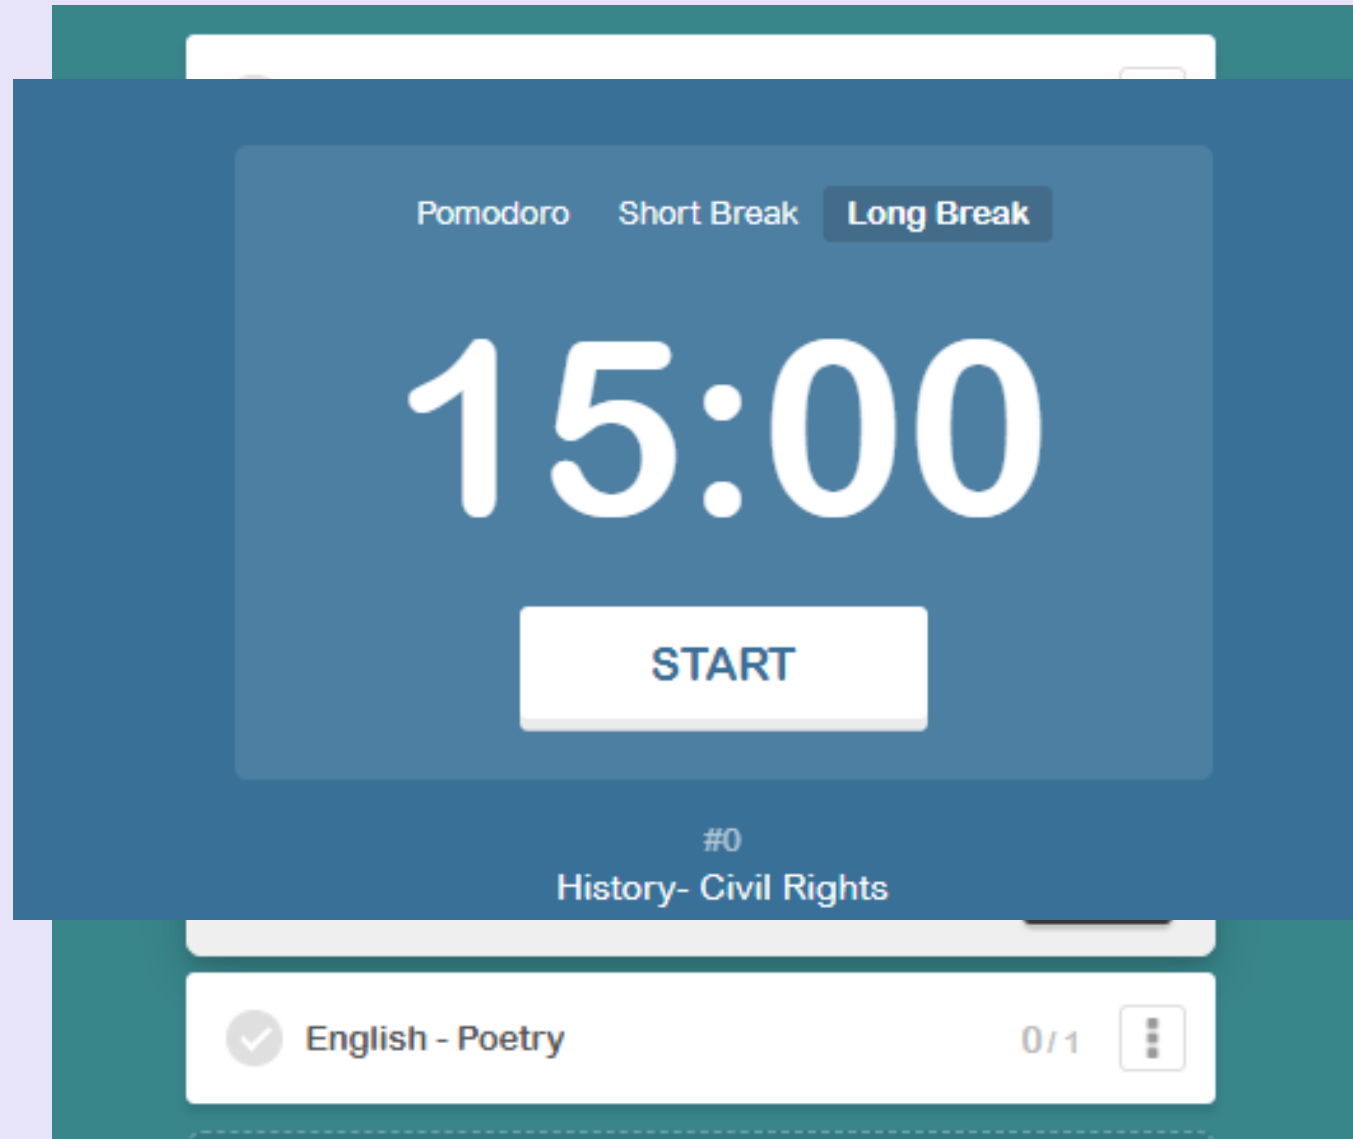 Pomodoro Short Break Long Break
15:00
START
#0
History- Civil Rights
English - Poetry 0/ 1